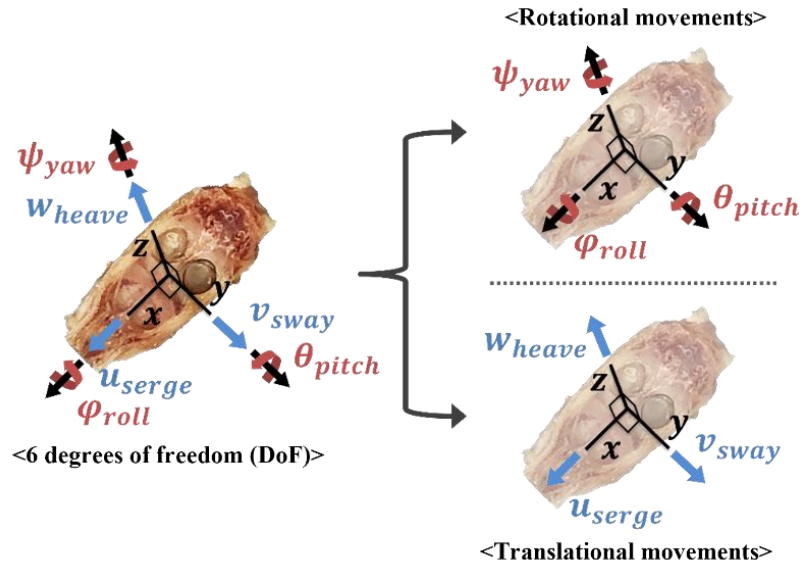 <Rotational movements>
ψyaw
z
x
y
θpitch
φroll
ψyaw
wheave
z
x
y
vsway
userge
θpitch
φroll
<6 degrees of freedom (DoF)>
wheave
z
x
y
vsway
userge
<Translational movements>